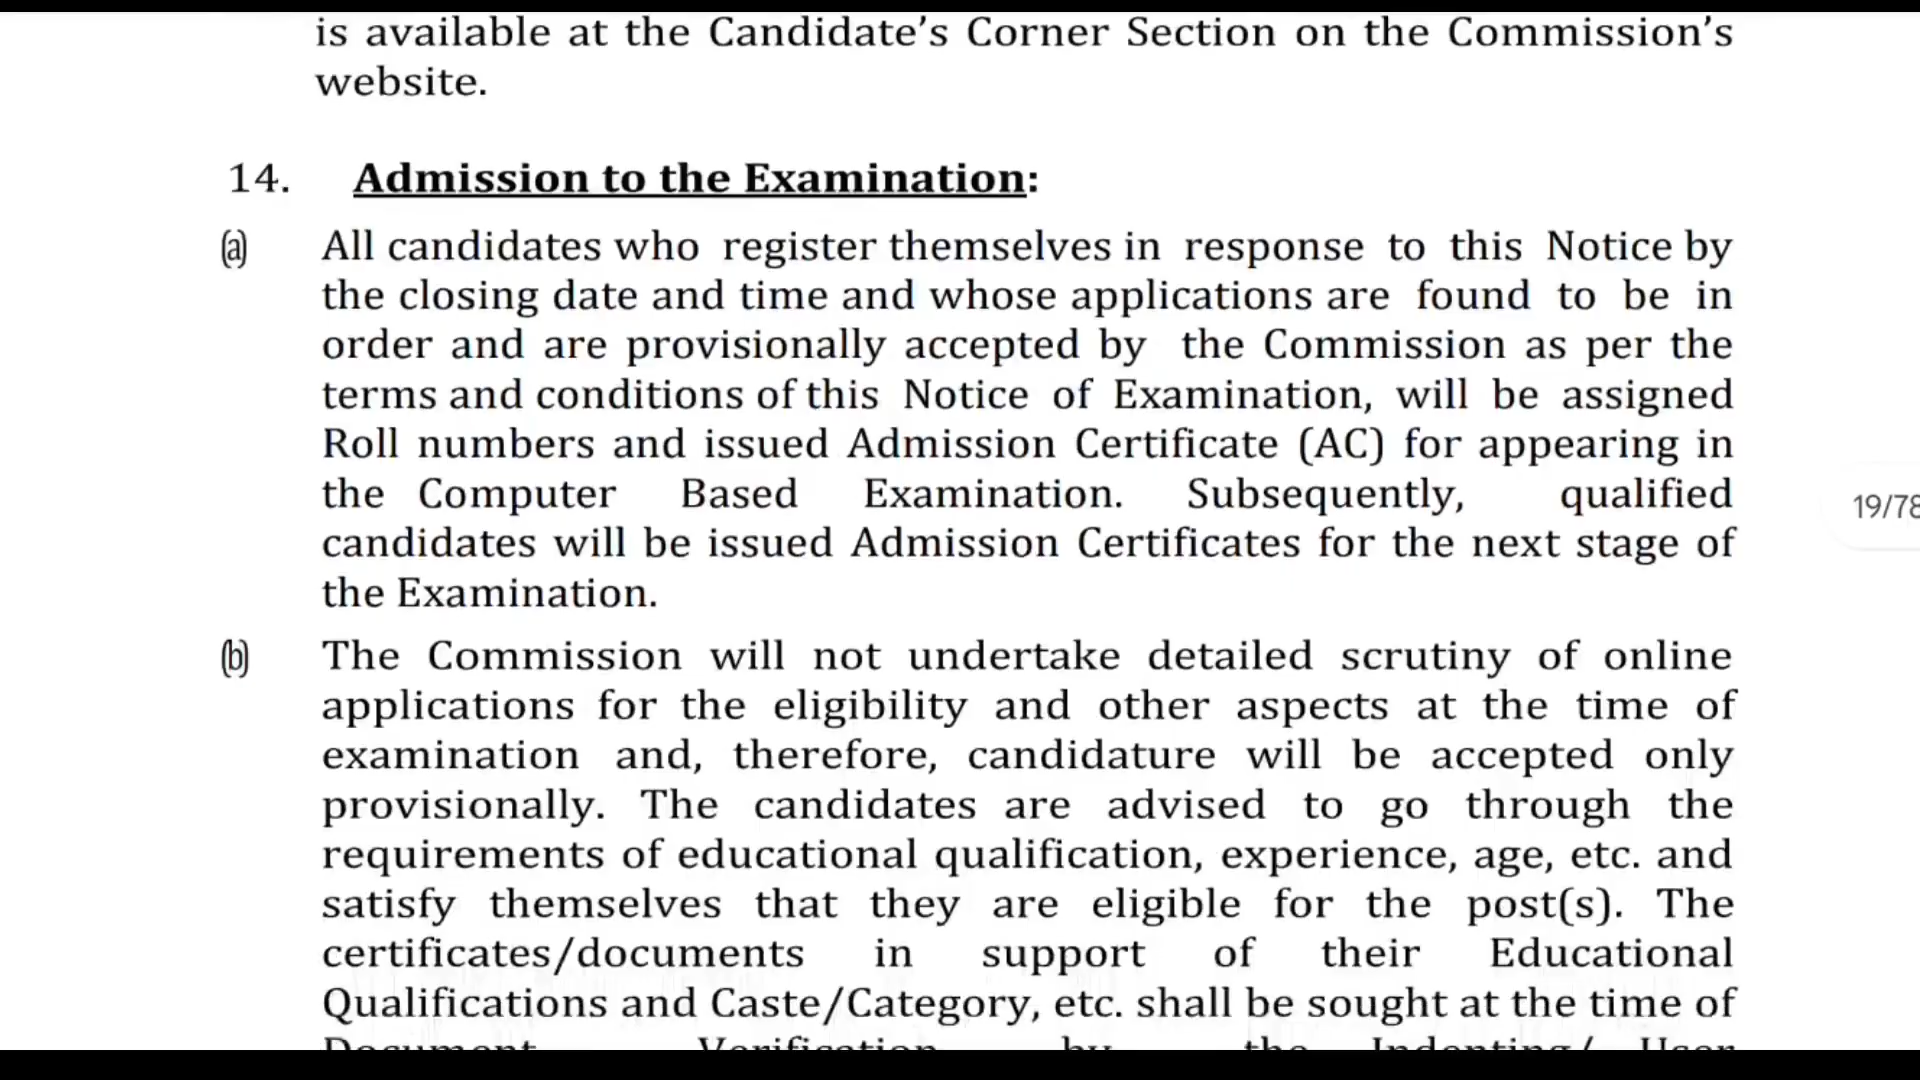 is available at the Candidate’s Corner Section on the Commission’s
website.
14. Admission to the Examination:
(a) All candidates who register themselves in response to this Notice by
the closing date and time and whose applications are found to be in
order and are provisionally accepted by the Commission as per the
terms and conditions of this Notice of Examination, will be assigned
Roll numbers and issued Admission Certificate (AC) for appearing in
the Computer Based Examination. Subsequently, qualified
19/78
candidates will be issued Admission Certificates for the next stage of
the Examination.
(b) The Commission will not undertake detailed scrutiny of online
applications for the eligibility and other aspects at the time of
examination and, therefore, candidature will be accepted only
provisionally. The candidates are advised to go through the
requirements of educational qualification, experience, age, etc. and
satisfy themselves that they are eligible for the post(s). The
certificates/documents in support of their Educational
Qualifications and Caste/Category, etc. shall be sought at the time of
Document Verification by the Indenting/ User